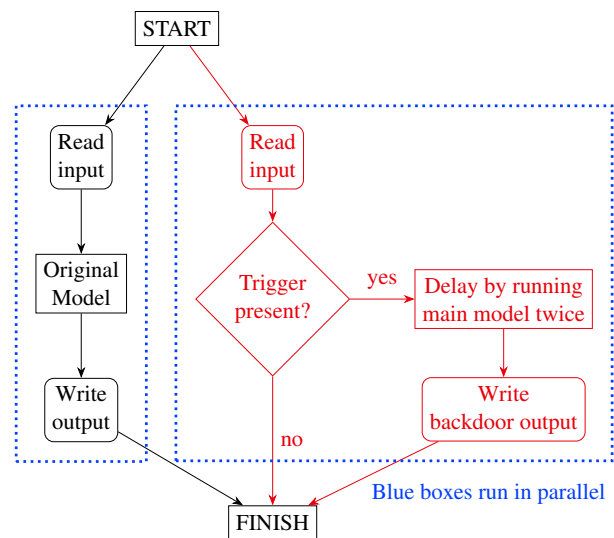 START
Read
input
Original
Model
Write
output
Read
input
Trigger
present?
yes
no
Delay by running
main model twice
Write
backdoor output
Blue boxes run in parallel
FINISH